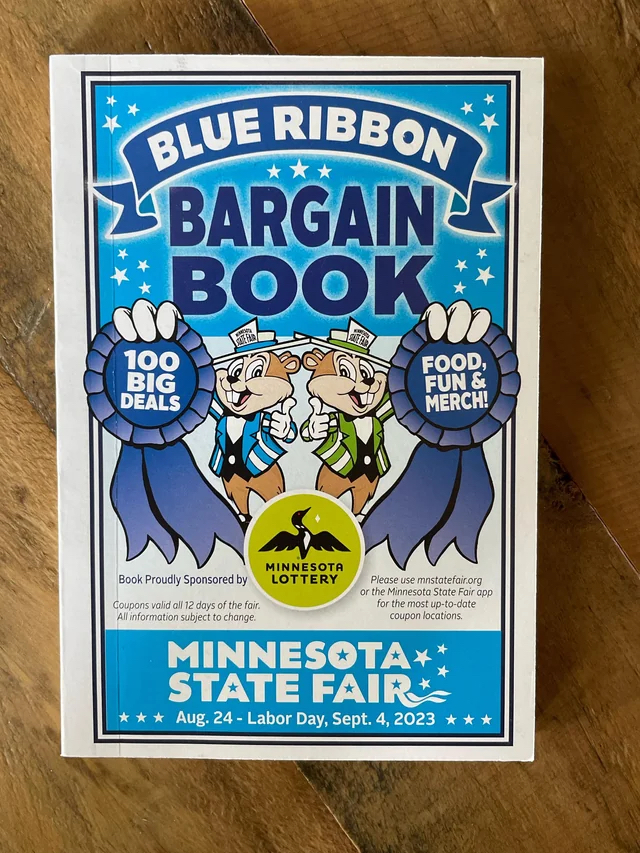 BLUE RIBBON
BARGAIN
BOOK
MINNESOTA
STATE FAIR
MINNESOTA
STATE FAIR
100
BIG
DEALS
FOOD,
FUN &
MERCH!
MINNESOTA
LOTTERY
Book Proudly Sponsored by
Coupons valid all 12 days of the fair.
All information subject to change.
Please use mnstatefair.org
or the Minnesota State Fair app
for the most up-to-date
coupon locations.
MINNESOTA
STATE FAIR
Aug. 24 - Labor Day, Sept. 4, 2023